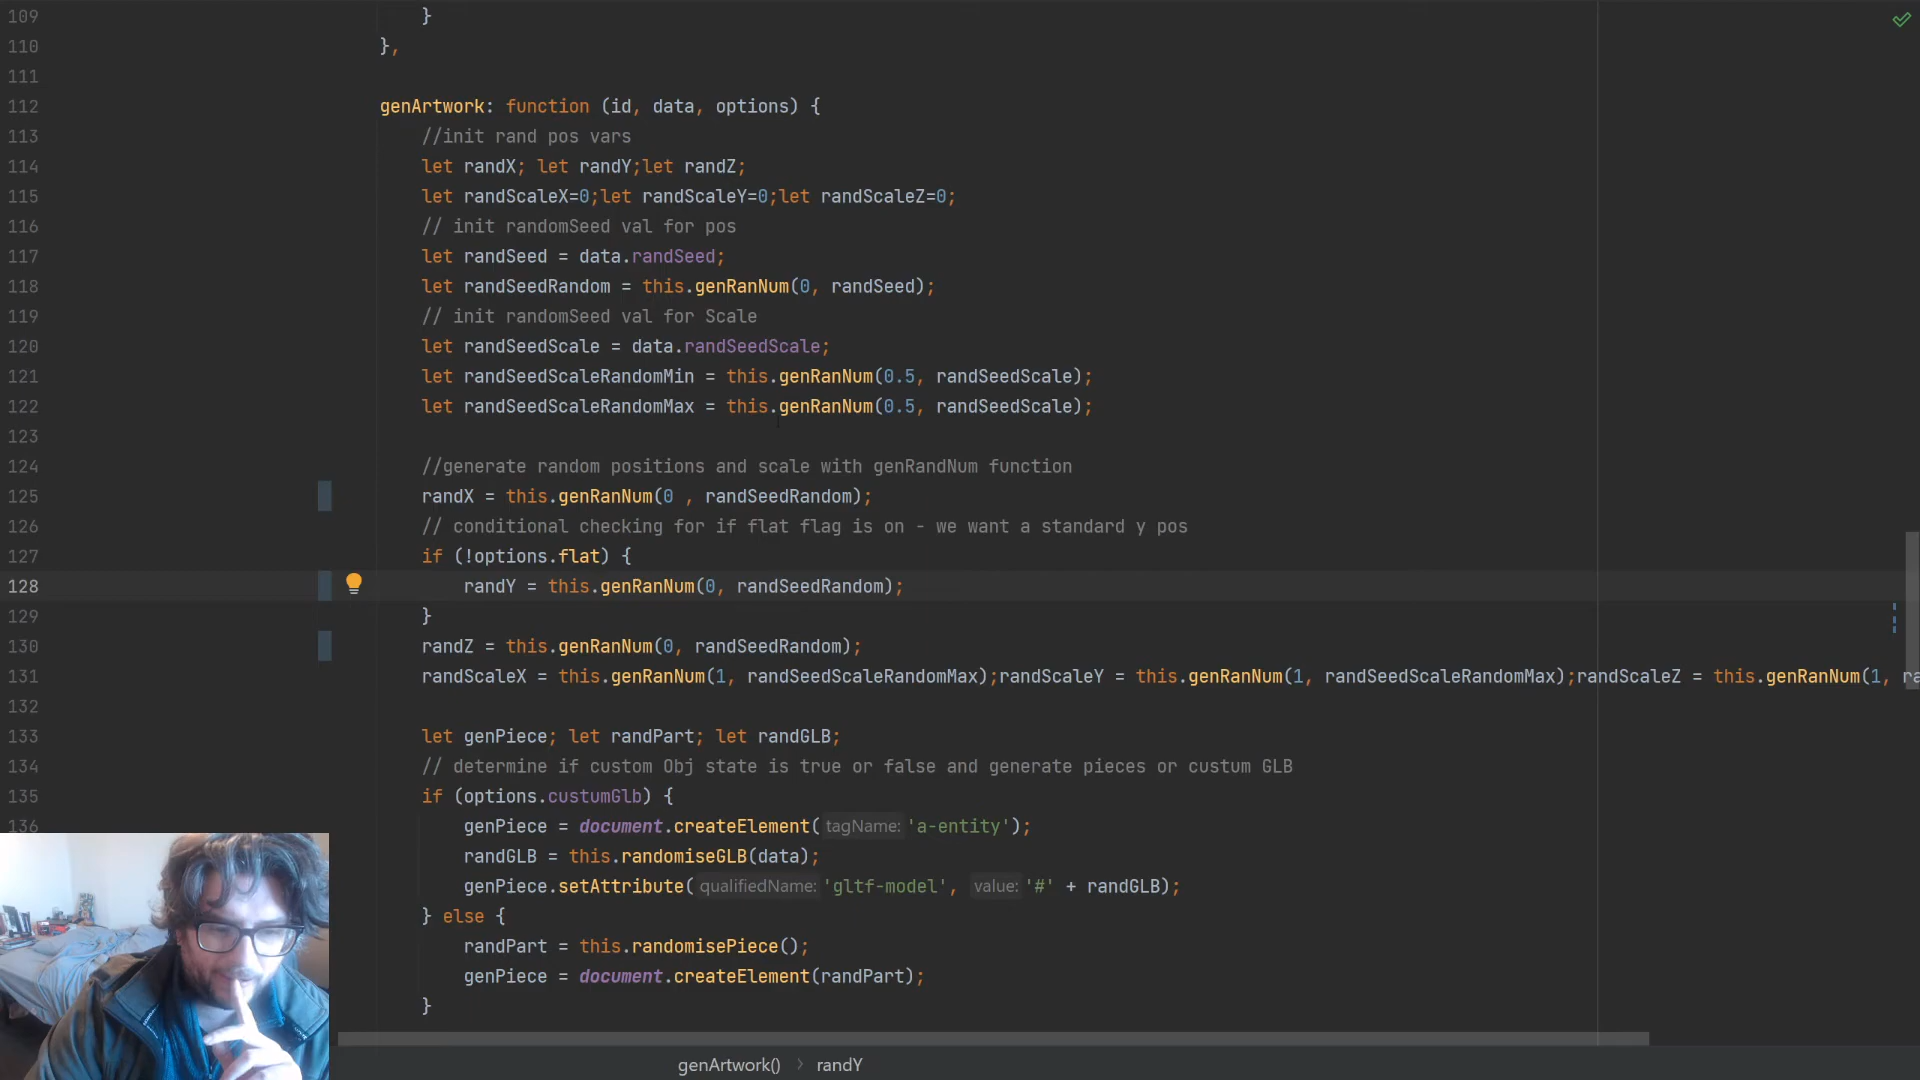 109 }
110 },
111
112 genArtwork: function (id, data, options) {
113 //init rand pos vars
114 let randX; let randY;let randZ;
115 let randScaleX=0;let randScaleY=0;let randScaleZ=0;
116 // init randomSeed val for pos
117 let randSeed = data.randSeed;
118 let randSeedRandom = this.genRanNum(0, randSeed);
119 // init randomSeed val for Scale
120 let randSeedScale = data.randSeedScale;
121 let randSeedScaleRandomMin = this.genRanNum(0.5, randSeedScale);
122 let randSeedScaleRandomMax = this.genRanNum(0.5, randSeedScale);
123
124 //generate random positions and scale with genRandNum function
125 randX = this.genRanNum(0 , randSeedRandom);
126 // conditional checking for if flat flag is on - we want a standard y pos
127 if (!options.flat) {
128 randY = this.genRanNum(0, randSeedRandom);
129 }
130 randZ = this.genRanNum(0, randSeedRandom);
131 randScaleX = this.genRanNum(1, randSeedScaleRandomMax);randScaleY = this.genRanNum(1, randSeedScaleRandomMax);randScaleZ = this.genRanNum(1, ra
132
133 let genPiece; let randPart; let randGLB;
134 // determine if custom Obj state is true or false and generate pieces or custum GLB
135 if (options.custumGlb) {
136 genPiece = document.createElement( tagName: 'a-entity');
randGLB = this.randomiseGLB(data);
genPiece.setAttribute( qualifiedName: 'gltf-model', value: '#' + randGLB);
} else {
randPart = this.randomisePiece();
genPiece = document.createElement(randPart);
}
genArtwork() > randY